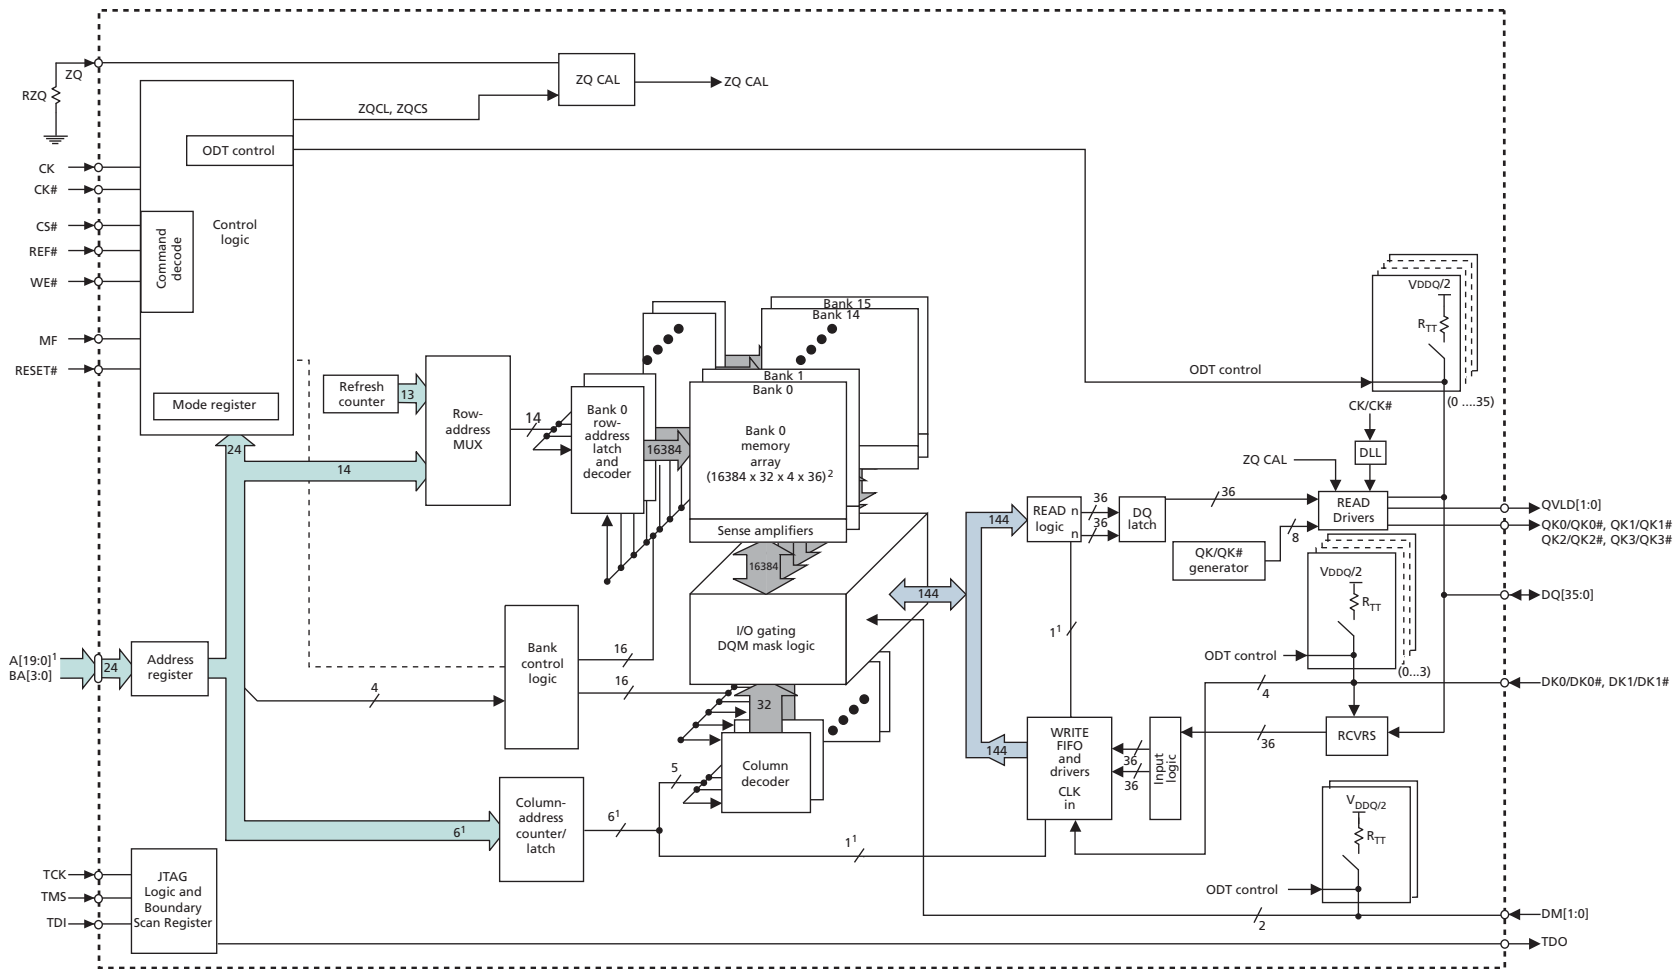 ZQ
RZQ
ZQ CAL
ZQ CAL
ZQCL, ZQCS
ODT control
CK
CK#
CS#
REF#
WE#
MF
RESET#
Command
decode
Control
logic
Mode register
Bank 15
Bank 14
Bank 1
Bank 0
Refresh
counter
13
Row-
address
MUX
14
Bank 0
row-
address
latch
and
decoder
16384
Bank 0
memory
array
(16384 x 32 x 4 x 36)²
Sense amplifiers
16384
24
14
VDDQ/2
RTT
ODT control
(0 ....35)
CK/CK#
DLL
ZQ CAL
READ
Drivers
QVLD[1:0]
QK0/QK0#, QK1/QK1#
QK2/QK2#, QK3/QK3#
144
READ
logic
n
n
36
36
DQ
latch
36
8
QK/QK#
generator
VDDQ/2
RTT
ODT control
(0...3)
DQ[35:0]
144
I/O gating
DQM mask logic
1¹
A[19:0]¹
BA[3:0]
24
Address
register
4
Bank
control
logic
16
16
32
4
DK0/DK0#, DK1/DK1#
144
WRITE
FIFO
and
drivers
CLK
in
36
36
Input
logic
36
RCVRS
Column
decoder
5
6¹
Column-
address
counter/
latch
6¹
1¹
VDDQ/2
RTT
ODT control
2
DM[1:0]
TCK
TMS
TDI
JTAG
Logic and
Boundary
Scan Register
TDO